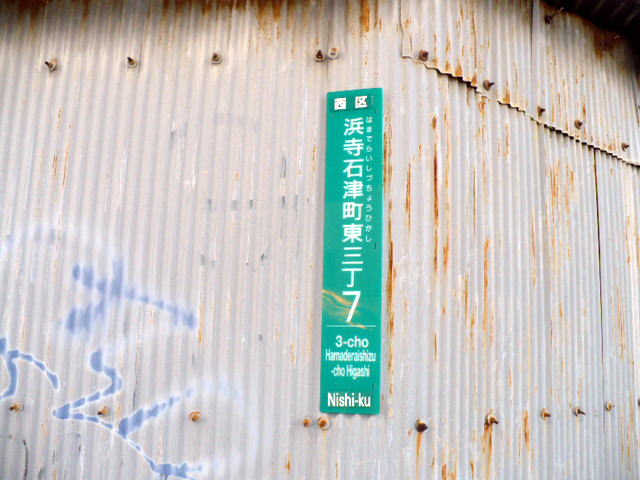 西区
浜寺石津町東三丁7
はまでらいしづちょうひがし
3-cho
Hamaderaishizu
-cho Higashi
Nishi-ku